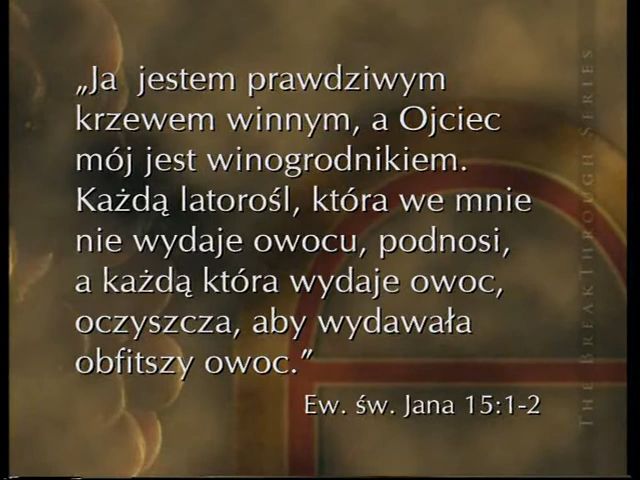 „Ja jestem prawdziwym
krzewem winnym, a Ojciec
mój jest winogrodnikiem.
Każdą latorośl, która we mnie
nie wydaje owocu, podnosi,
a każdą która wydaje owoc,
oczyszcza, aby wydawała
obfitszy owoc.”
Ew. św. Jana 15:1-2
THE BREAKTHROUGH SERIES